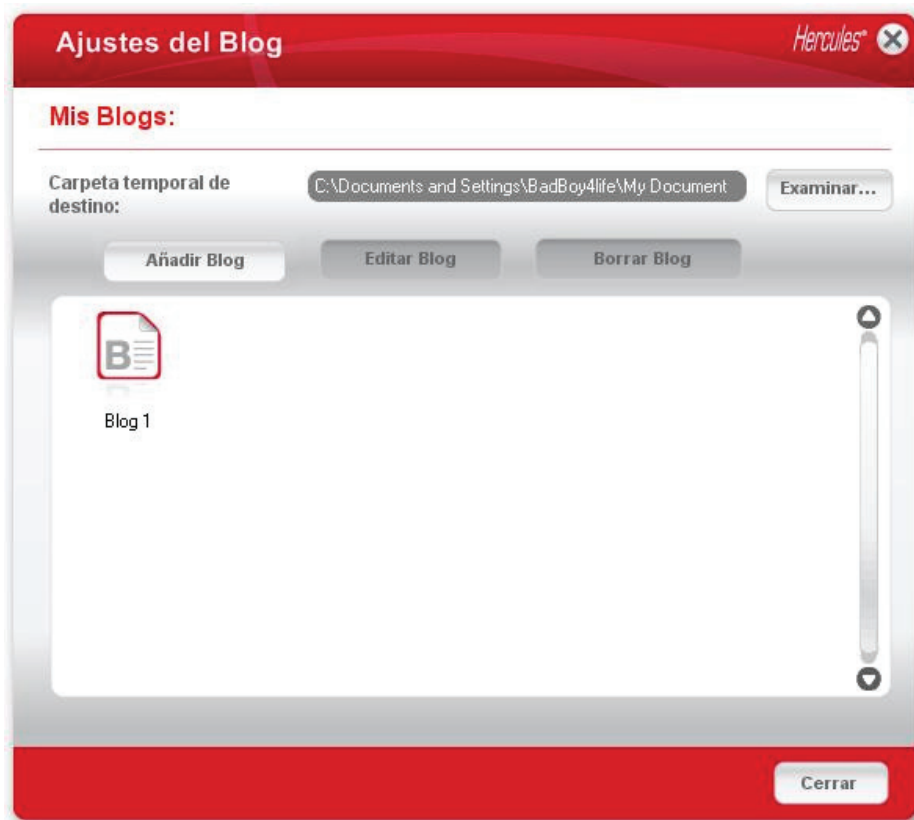 Ajustes del Blog
Hercules®
Mis Blogs:
Carpeta temporal de
destino:
C:\Documents and Settings\BadBoy4life\My Document
Examinar...
Añadir Blog
Editar Blog
Borrar Blog
B
Blog 1
Cerrar